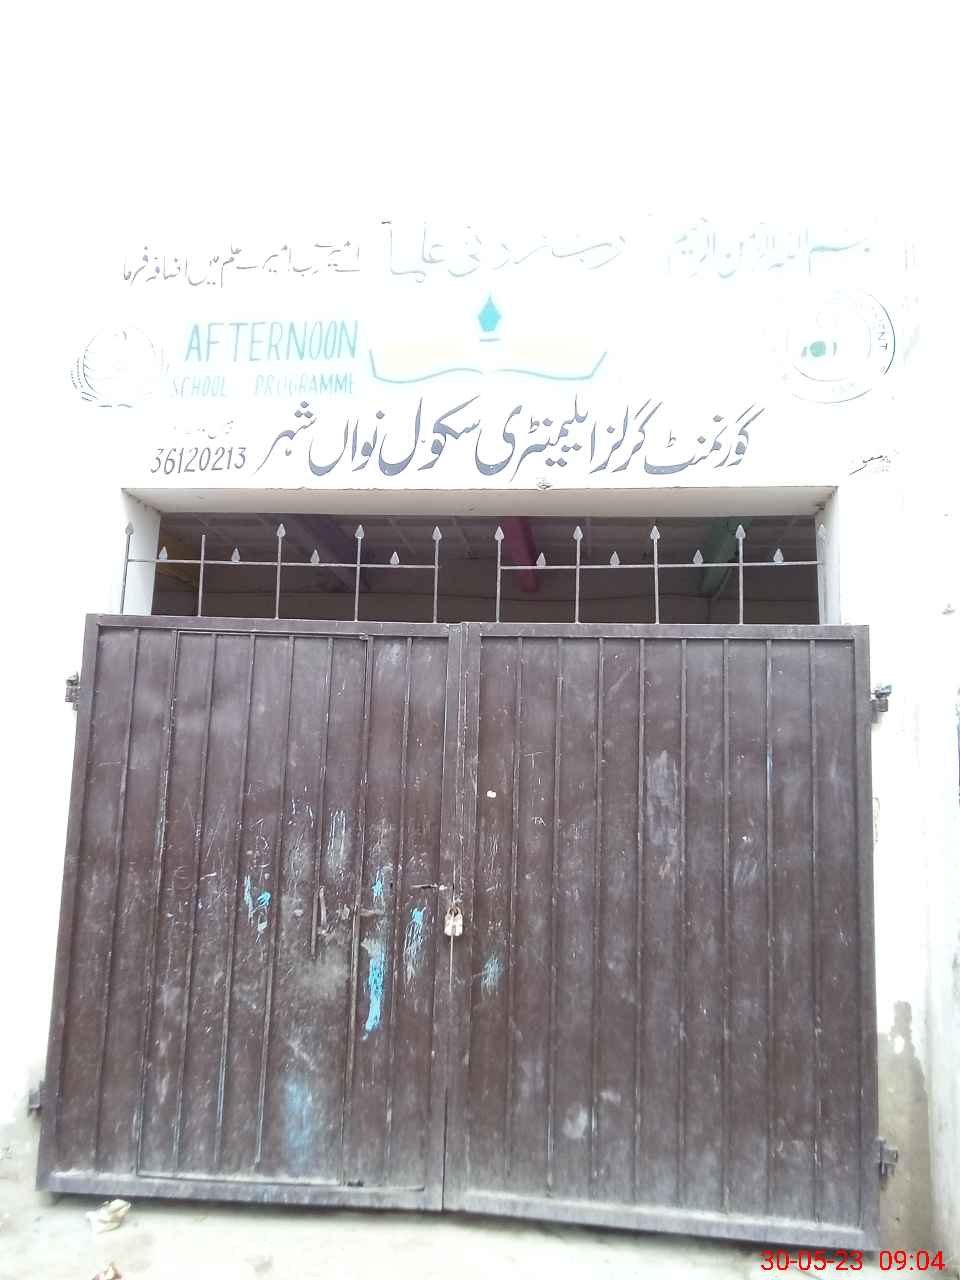 بسم اللہ الرحمن الرحیم
رب زدنی علما
اے میرے رب میرے علم میں اضافہ فرما
AFTERNOON
SCHOOL PROGRAMME
گورنمنٹ گرلز ایلیمنٹری سکول نواں شہر
36120213
30-05-23 09:04